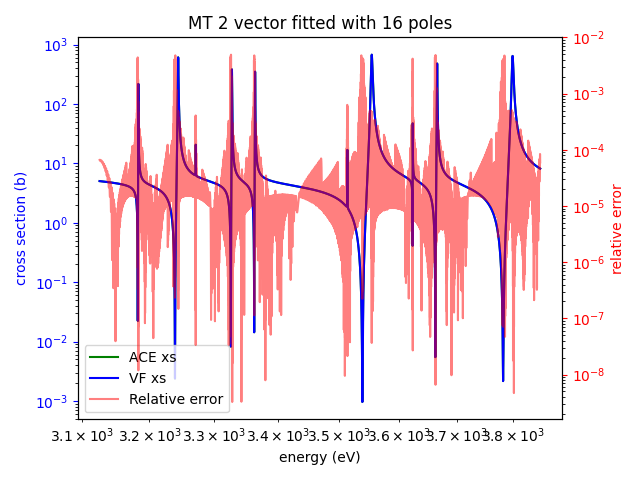 MT 2 vector fitted with 16 poles
10³
10²
10¹
10⁰
10⁻¹
10⁻²
10⁻³
cross section (b)
10⁻²
10⁻³
10⁻⁴
10⁻⁵
10⁻⁶
10⁻⁷
10⁻⁸
relative error
ACE xs
VF xs
Relative error
3.1 × 10³ 3.2 × 10³ 3.3 × 10³ 3.4 × 10³ 3.5 × 10³ 3.6 × 10³ 3.7 × 10³ 3.8 × 10³
energy (eV)